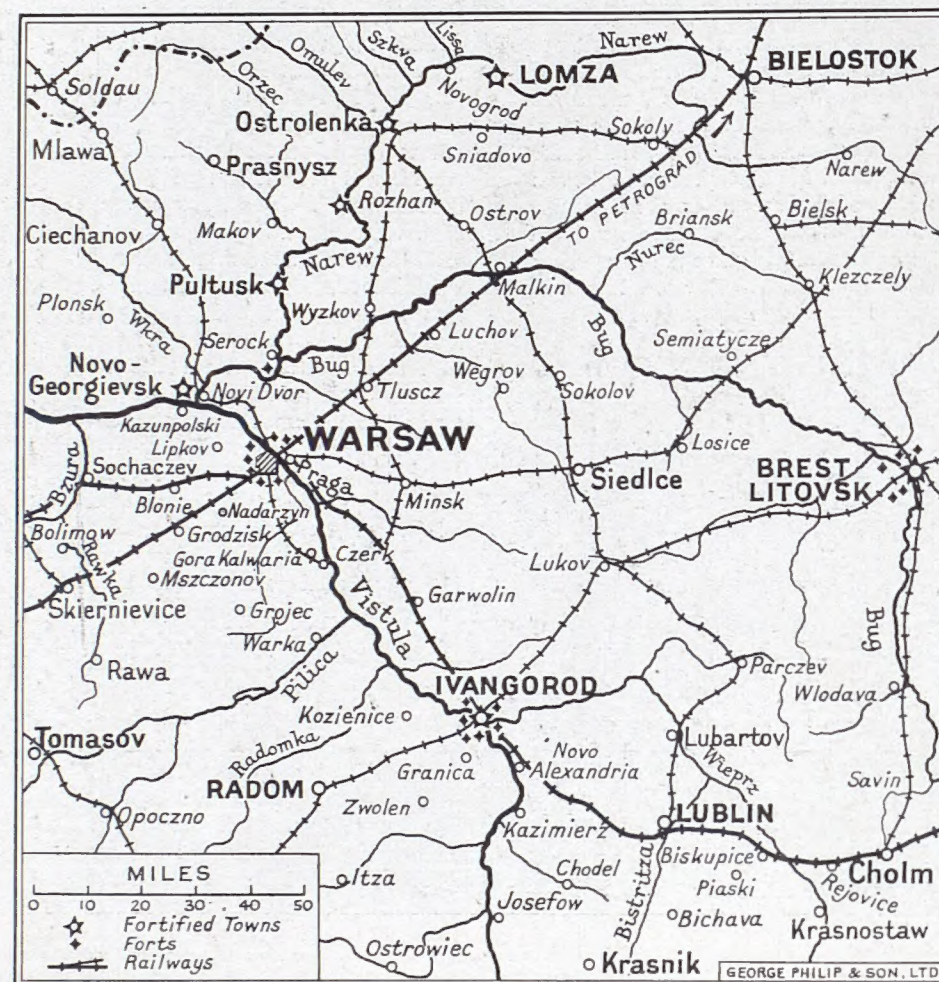 Soldau
Orzec
Omulev
Szkva
Lissa
Narew
BIELOSTOK
LOMZA
Novogrod
Mlawa
Ostrolenka
Sokoly
Sniadovo
Prasnysz
Narew
Rozhan
TO PETROGRAD
Ostrov
Briansk
Bielsk
Ciechanov
Makov
Narew
Nurec
Pultusk
Malkin
Klezczely
Plonsk
Wkra
Wyzkov
Luchov
Bug
Semiatycze
Serock
Bug
Novo-
Georgievsk
Novi Dvor
Tluscz
Wegrov
Sokolov
Kazunpolski
WARSAW
Lipkov
Losice
Bzura
Sochaczev
Praga
Siedlce
BREST
LITOVSK
Minsk
Blonie
Nadarzyn
Bolimow
Grodzisk
Rawka
Gora Kalwaria
Czerk
Lukov
Mszczonov
Skiernievice
Vistula
Garwolin
Grojec
Bug
Warka
Rawa
Pilica
Parczev
IVANGOROD
Wlodava
Kozienice
Tomasov
Radomka
Lubartov
Novo
Alexandria
Wieprz
Granica
RADOM
Savin
Zwolen
Opoczno
Kazimierz
LUBLIN
Biskupice
Cholm
Chodel
Bistritza
Piaski
Rejovice
Itza
Josefow
Bichava
Krasnostaw
Ostrowiec
Krasnik
MILES
0 10 20 30 40 50
Fortified Towns
Forts
Railways
GEORGE PHILIP & SON, LTD